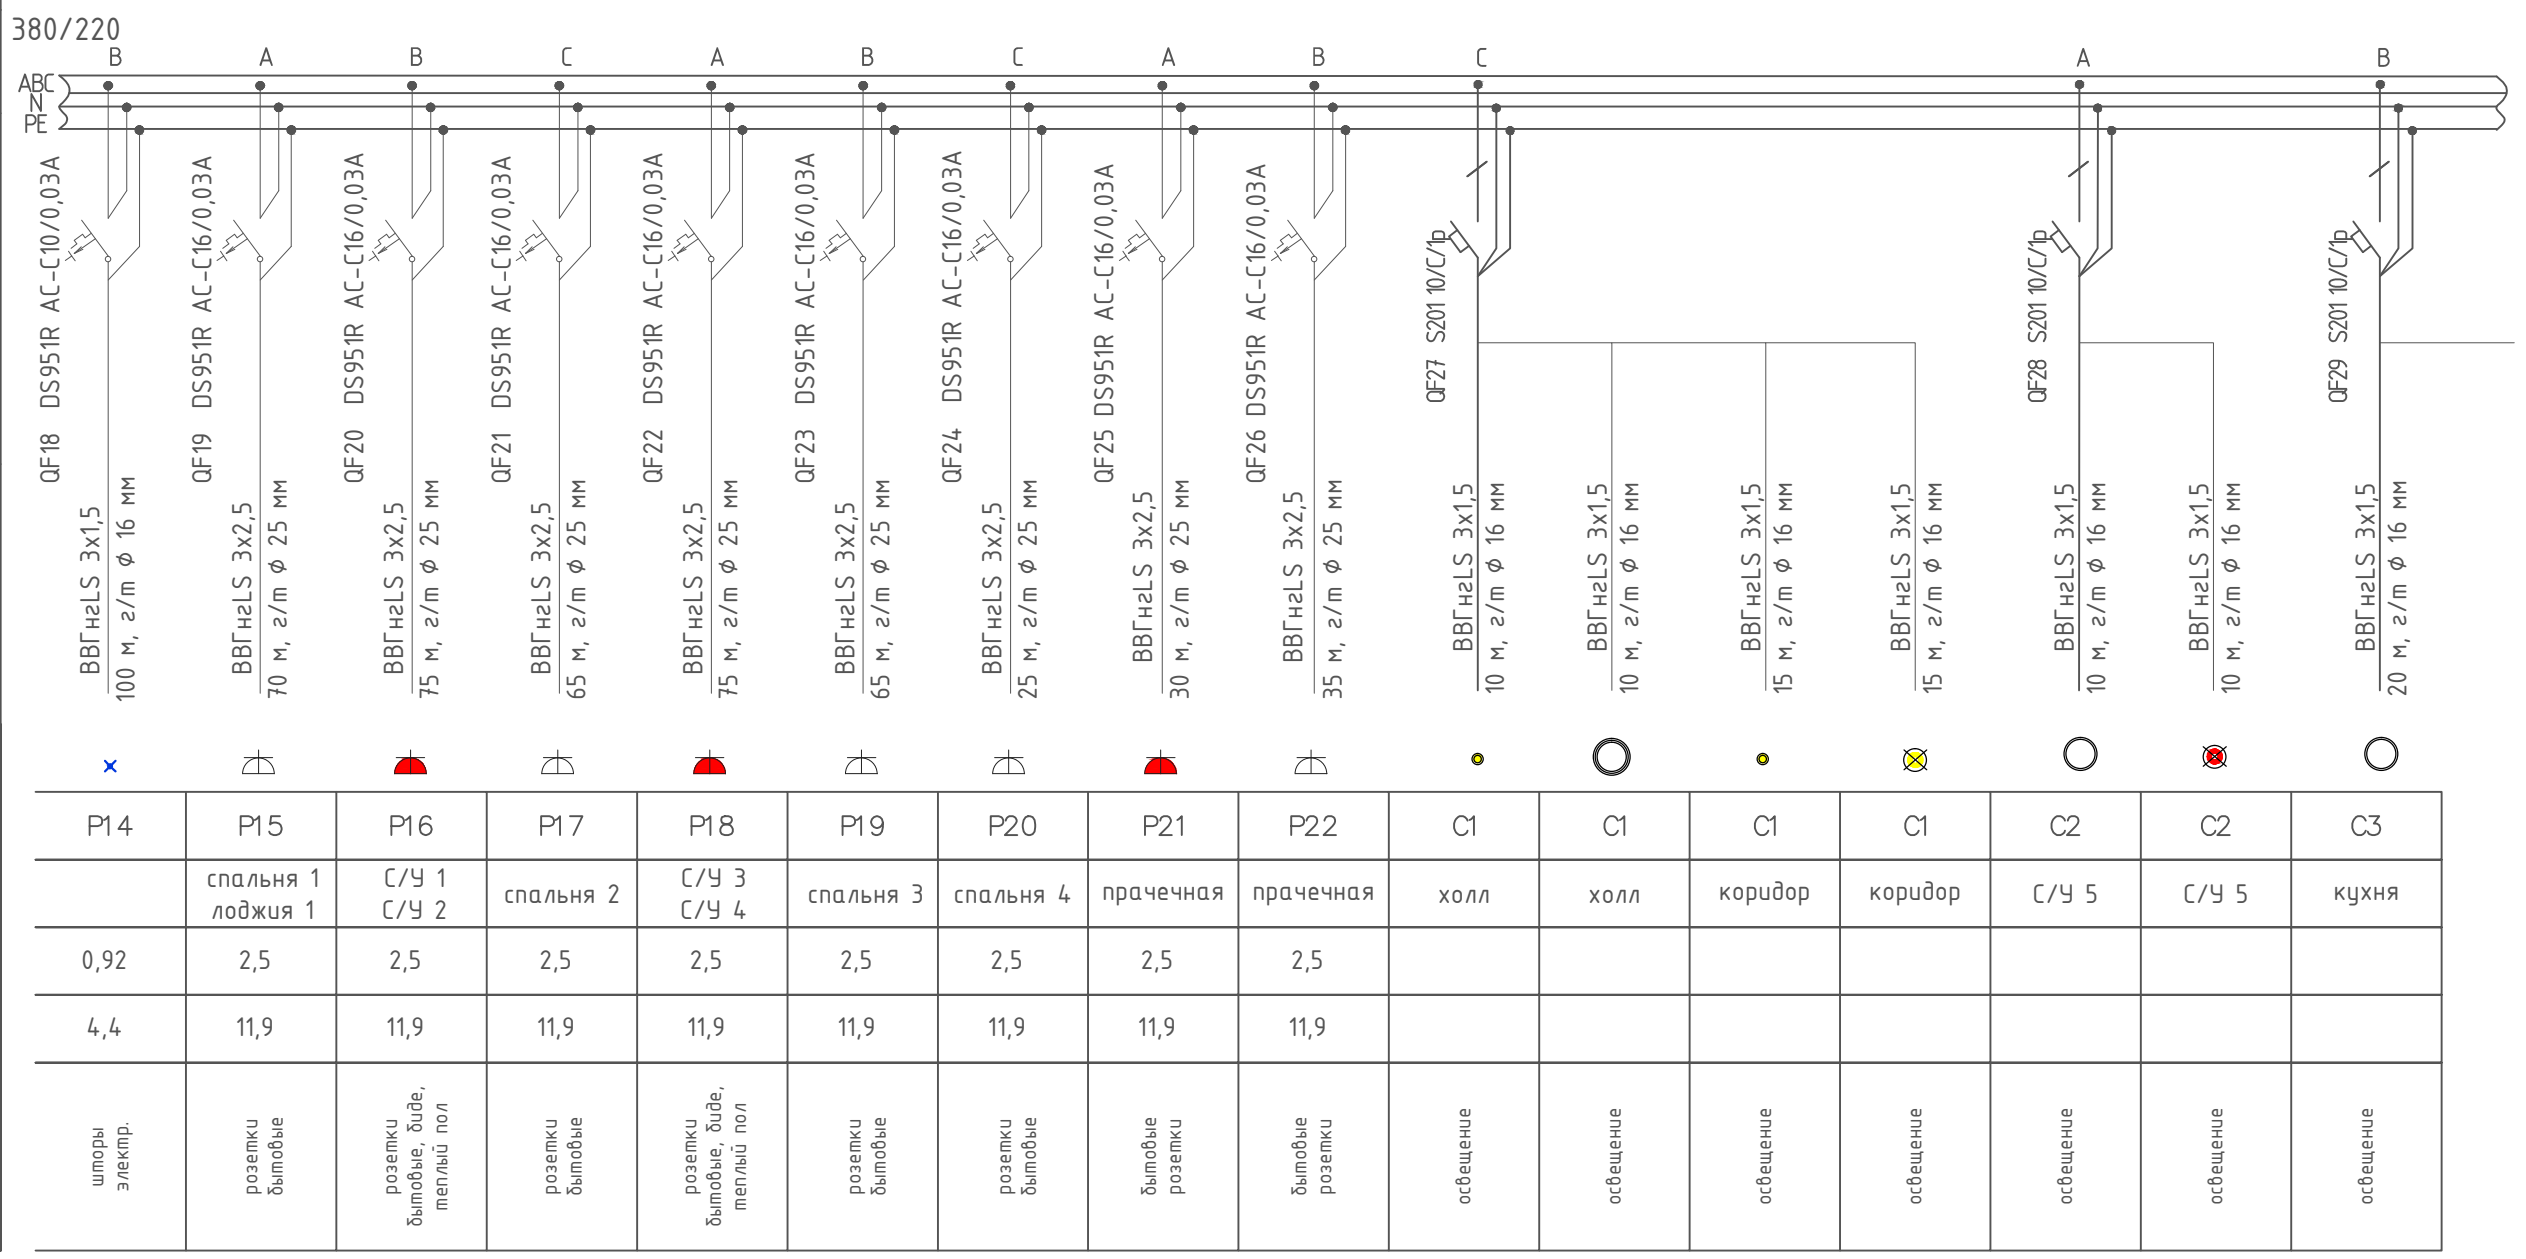 380/220
B
A
B
C
A
B
C
A
B
C
A
B
ABC
N
PE
QF18 DS951R AC-C10/0,03A
QF19 DS951R AC-C16/0,03A
QF20 DS951R AC-C16/0,03A
QF21 DS951R AC-C16/0,03A
QF22 DS951R AC-C16/0,03A
QF23 DS951R AC-C16/0,03A
QF24 DS951R AC-C16/0,03A
QF25 DS951R AC-C16/0,03A
QF26 DS951R AC-C16/0,03A
QF27 S201 10/C/1p
QF28 S201 10/C/1p
QF29 S201 10/C/1p
ВВГнгLS 3х1,5
100 м, г/т ф 16 мм
ВВГнгLS 3х2,5
70 м, г/т ф 25 мм
ВВГнгLS 3х2,5
75 м, г/т ф 25 мм
ВВГнгLS 3х2,5
65 м, г/т ф 25 мм
ВВГнгLS 3х2,5
75 м, г/т ф 25 мм
ВВГнгLS 3х2,5
65 м, г/т ф 25 мм
ВВГнгLS 3х2,5
25 м, г/т ф 25 мм
ВВГнгLS 3х2,5
30 м, г/т ф 25 мм
ВВГнгLS 3х2,5
35 м, г/т ф 25 мм
ВВГнгLS 3х1,5
10 м, г/т ф 16 мм
ВВГнгLS 3х1,5
10 м, г/т ф 16 мм
ВВГнгLS 3х1,5
15 м, г/т ф 16 мм
ВВГнгLS 3х1,5
15 м, г/т ф 16 мм
ВВГнгLS 3х1,5
10 м, г/т ф 16 мм
ВВГнгLS 3х1,5
10 м, г/т ф 16 мм
ВВГнгLS 3х1,5
20 м, г/т ф 16 мм
Р14 Р15 Р16 Р17 Р18 Р19 Р20 Р21 Р22 С1 С1 С1 С1 С2 С2 С3
спальня 1
лоджия 1
С/У 1
С/У 2
спальня 2
С/У 3
С/У 4
спальня 3
спальня 4
прачечная
прачечная
холл
холл
коридор
коридор
С/У 5
С/У 5
кухня
0,92 2,5 2,5 2,5 2,5 2,5 2,5 2,5 2,5
4,4 11,9 11,9 11,9 11,9 11,9 11,9 11,9 11,9
шторы
электр.
розетки
бытовые
розетки
бытовые, биде,
теплый пол
розетки
бытовые
розетки
бытовые, биде,
теплый пол
розетки
бытовые
розетки
бытовые
бытовые
розетки
бытовые
розетки
освещение
освещение
освещение
освещение
освещение
освещение
освещение